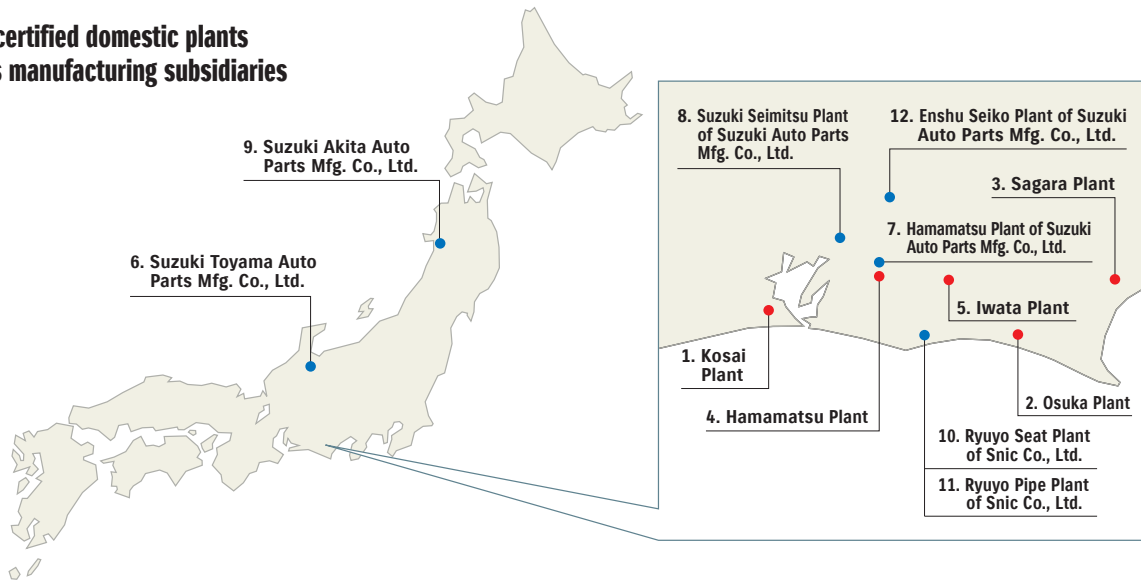 certified domestic plants
s manufacturing subsidiaries
9. Suzuki Akita Auto
Parts Mfg. Co., Ltd.
6. Suzuki Toyama Auto
Parts Mfg. Co., Ltd.
8. Suzuki Seimitsu Plant
of Suzuki Auto Parts
Mfg. Co., Ltd.
12. Enshu Seiko Plant of Suzuki
Auto Parts Mfg. Co., Ltd.
3. Sagara Plant
7. Hamamatsu Plant of Suzuki
Auto Parts Mfg. Co., Ltd.
5. Iwata Plant
1. Kosai
Plant
4. Hamamatsu Plant
2. Osuka Plant
10. Ryuyo Seat Plant
of Snic Co., Ltd.
11. Ryuyo Pipe Plant
of Snic Co., Ltd.